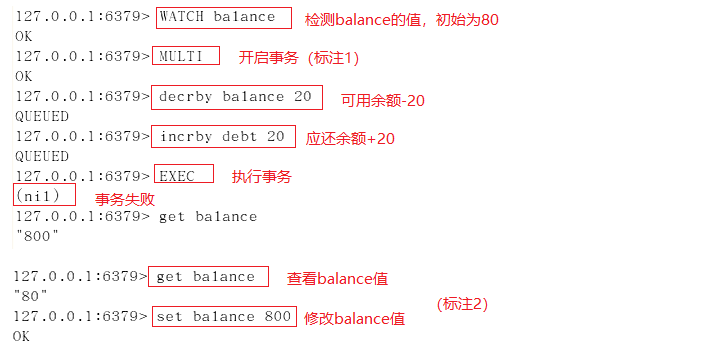 127.0.0.1:6379> WATCH balance 检测balance的值，初始为80
OK
127.0.0.1:6379> MULTI 开启事务（标注1）
OK
127.0.0.1:6379> decrby balance 20 可用余额-20
QUEUED
127.0.0.1:6379> incrby debt 20 应还余额+20
QUEUED
127.0.0.1:6379> EXEC 执行事务
(nil) 事务失败
127.0.0.1:6379> get balance
"800"
127.0.0.1:6379> get balance 查看balance值
"80"
（标注2）
127.0.0.1:6379> set balance 800 修改balance值
OK